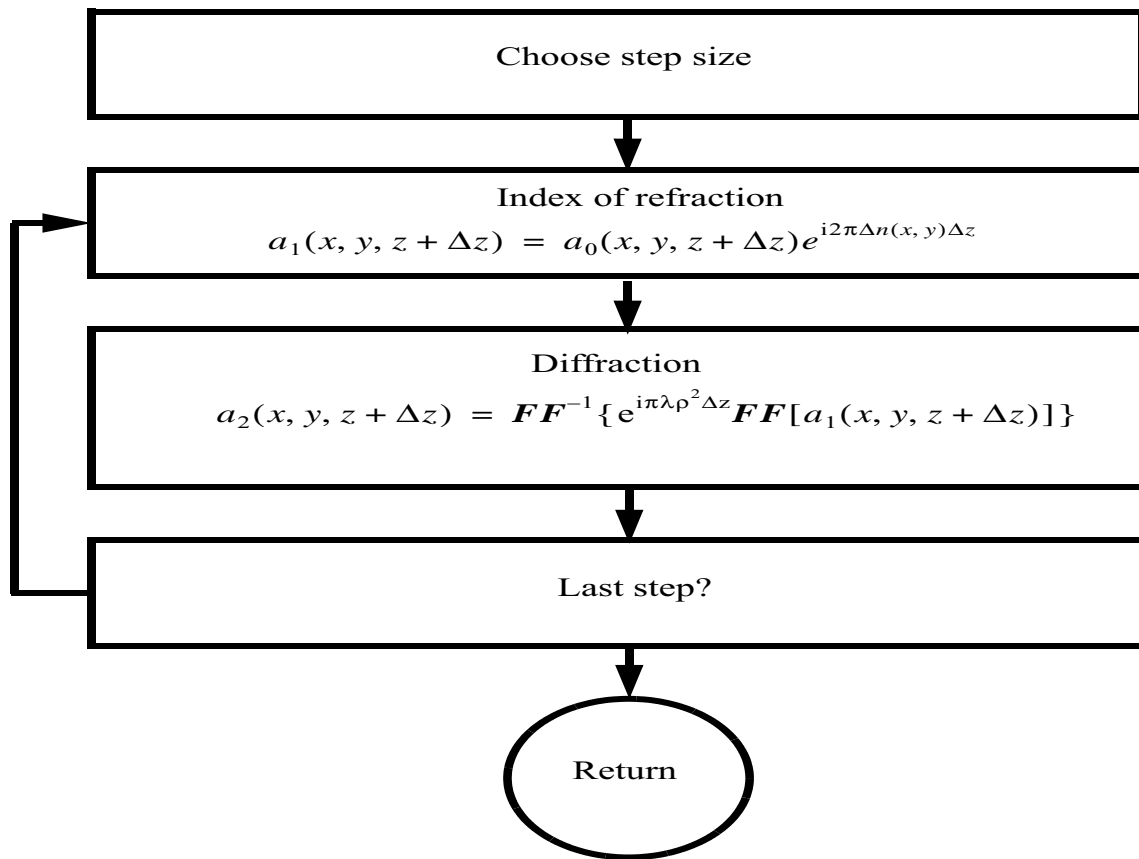 Choose step size
Index of refraction
a₁(x, y, z + Δz) = a₀(x, y, z + Δz)e^{i2πΔn(x, y)Δz}
Diffraction
a₂(x, y, z + Δz) = FF⁻¹{e^{iπλρ²Δz}FF[a₁(x, y, z + Δz)]}
Last step?
Return